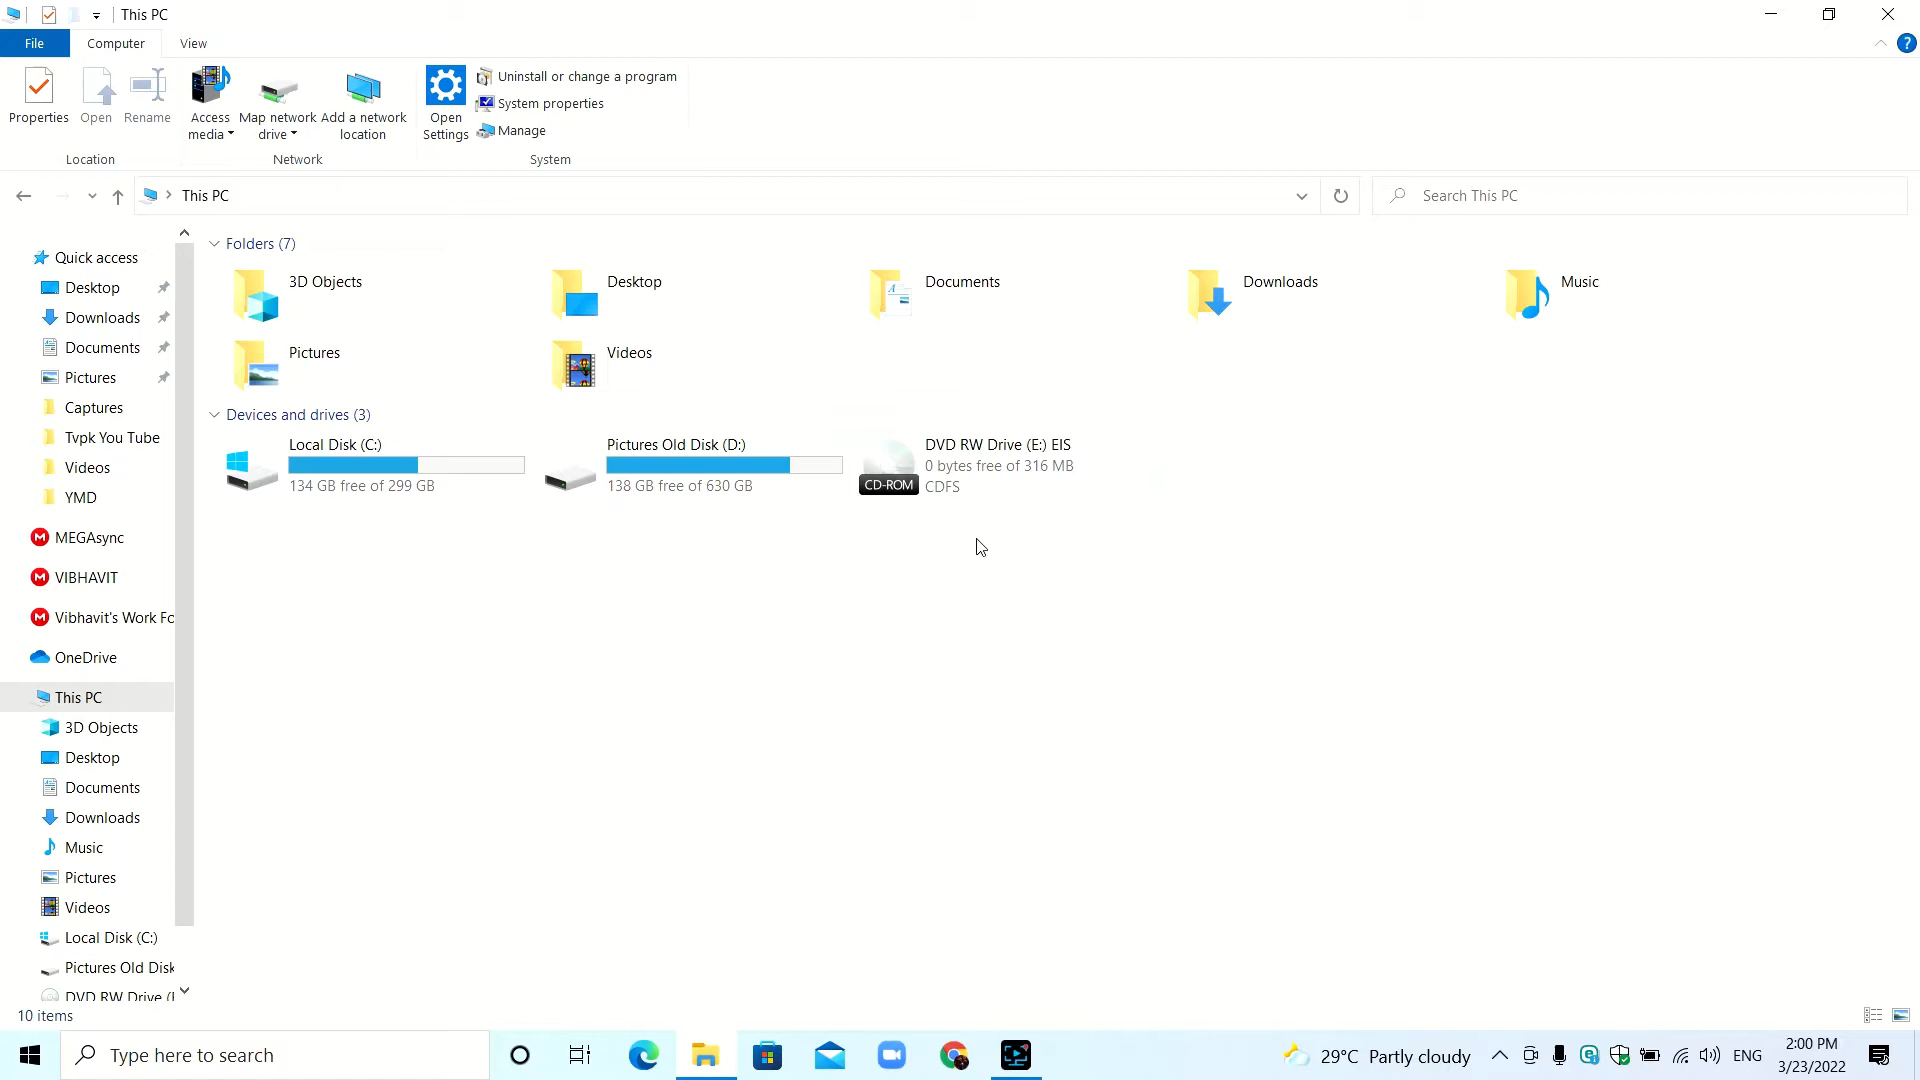 This PC
File
Computer
View
Properties
Open
Rename
Access
media
Map network
drive
Add a network
location
Open
Settings
Uninstall or change a program
System properties
Manage
Location
Network
System
This PC
Search This PC
Quick access
Desktop
Downloads
Documents
Pictures
Captures
Tvpk You Tube
Videos
YMD
MEGAsync
VIBHAVIT
Vibhavit's Work Fo
OneDrive
This PC
3D Objects
Desktop
Documents
Downloads
Music
Pictures
Videos
Local Disk (C:)
Pictures Old Disk
DVD RW Drive (
Folders (7)
3D Objects
Desktop
Documents
Downloads
Music
Pictures
Videos
Devices and drives (3)
Local Disk (C:)
134 GB free of 299 GB
Pictures Old Disk (D:)
138 GB free of 630 GB
CD-ROM
DVD RW Drive (E:) EIS
0 bytes free of 316 MB
CDFS
10 items
Type here to search
29°C Partly cloudy
ENG
2:00 PM
3/23/2022